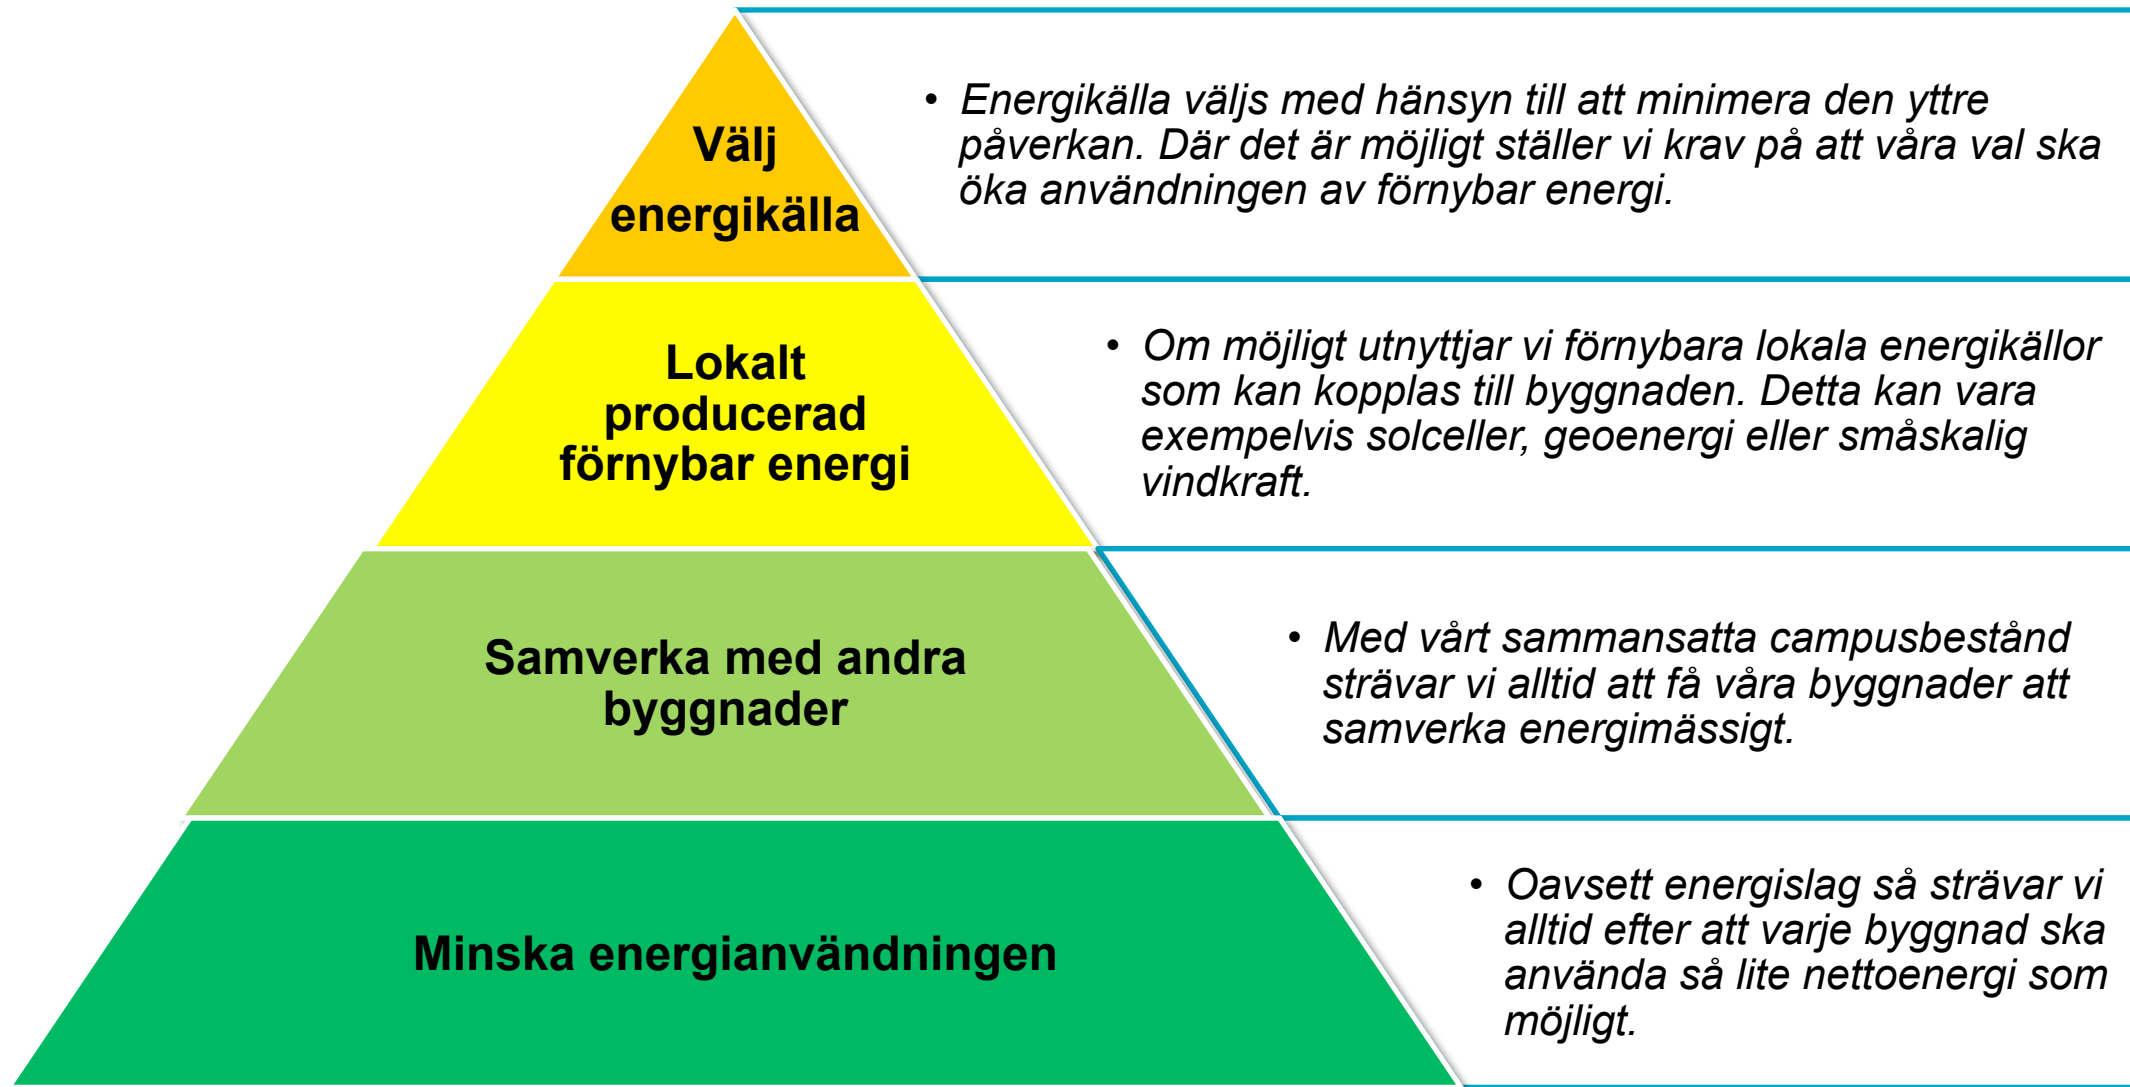 Välj
energikälla
• Energikälla väljs med hänsyn till att minimera den yttre
påverkan. Där det är möjligt ställer vi krav på att våra val ska
öka användningen av förnybar energi.
Lokalt
producerad
förnybar energi
• Om möjligt utnyttjar vi förnybara lokala energikällor
som kan kopplas till byggnaden. Detta kan vara
exempelvis solceller, geoenergi eller småskalig
vindkraft.
Samverka med andra
byggnader
• Med vårt sammansatta campusbestånd
strävar vi alltid att få våra byggnader att
samverka energimässigt.
Minska energianvändningen
• Oavsett energislag så strävar vi
alltid efter att varje byggnad ska
använda så lite nettoenergi som
möjligt.